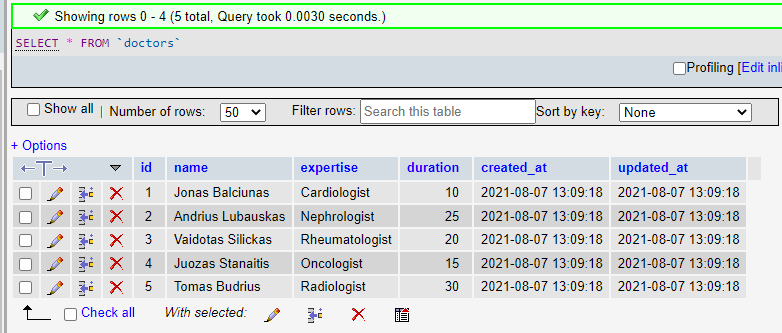 Showing rows 0 - 4 (5 total, Query took 0.0030 seconds.)
SELECT * FROM `doctors`
Profiling [Edit inli
Show all | Number of rows: 50 Filter rows: Search this table Sort by key: None
+ Options
id name expertise duration created_at updated_at
1 Jonas Balciunas Cardiologist 10 2021-08-07 13:09:18 2021-08-07 13:09:18
2 Andrius Lubauskas Nephrologist 25 2021-08-07 13:09:18 2021-08-07 13:09:18
3 Vaidotas Silickas Rheumatologist 20 2021-08-07 13:09:18 2021-08-07 13:09:18
4 Juozas Stanaitis Oncologist 15 2021-08-07 13:09:18 2021-08-07 13:09:18
5 Tomas Budrius Radiologist 30 2021-08-07 13:09:18 2021-08-07 13:09:18
Check all With selected: